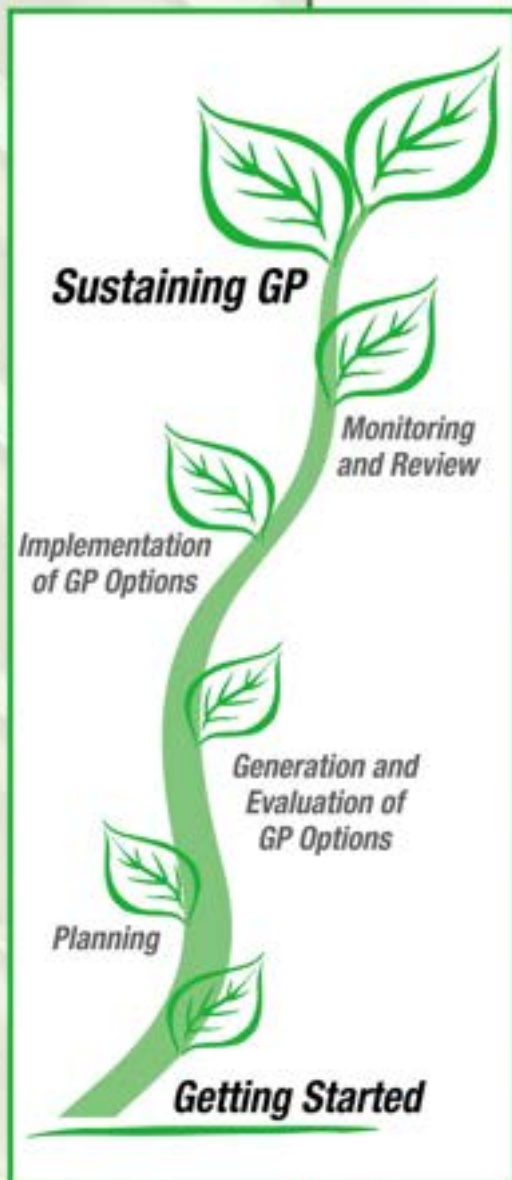 Sustaining GP
Monitoring
and Review
Implementation
of GP Options
Generation and
Evaluation of
GP Options
Planning
Getting Started